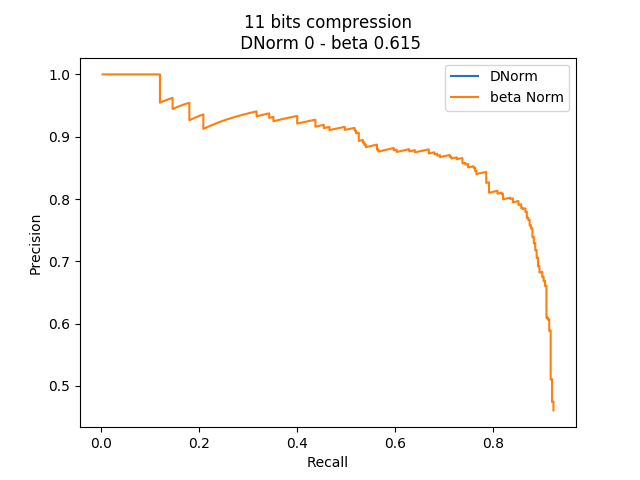 11 bits compression
DNorm 0 - beta 0.615
DNorm
beta Norm
1.0
0.9
0.8
0.7
0.6
0.5
Precision
0.0 0.2 0.4 0.6 0.8
Recall